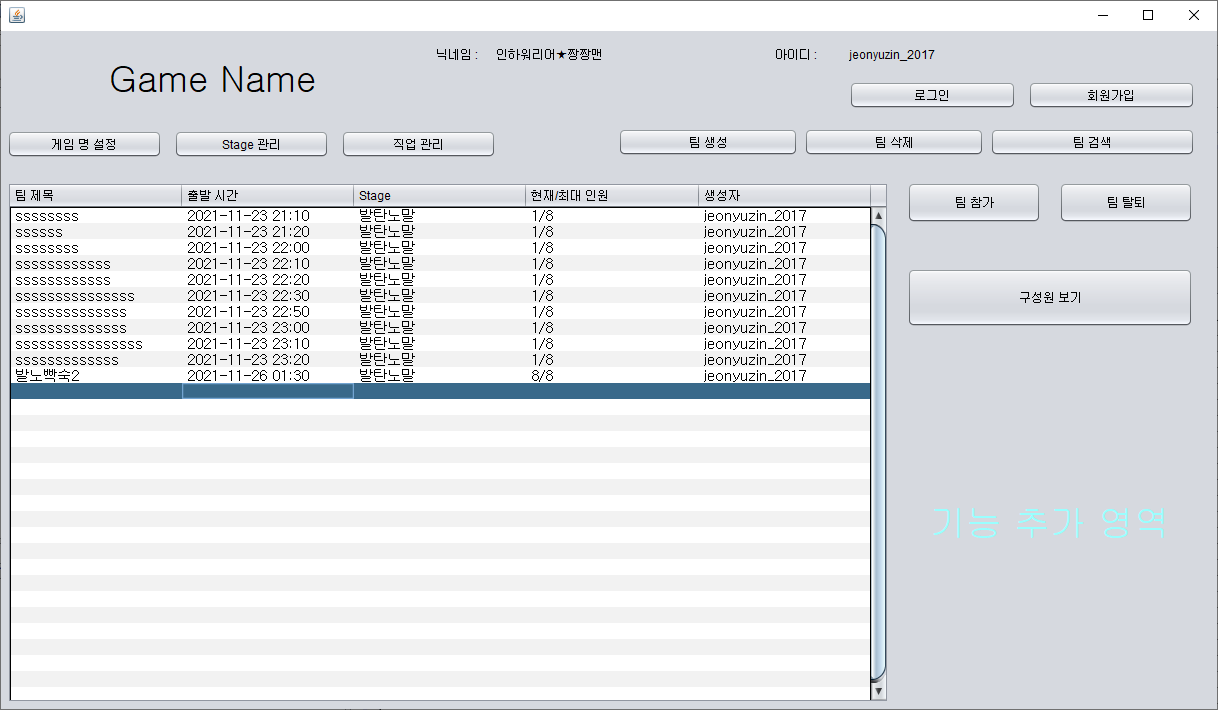 닉네임 : 인하워리어★짱짱맨 아이디 : jeonyuzin_2017
Game Name
로그인 회원가입
게임 명 설정 Stage 관리 직업 관리 팀 생성 팀 삭제 팀 검색
팀 제목 출발 시간 Stage 현재/최대 인원 생성자
팀 참가 팀 탈퇴
ssssssss 2021-11-23 21:10 발탄노말 1/8 jeonyuzin_2017
ssssss 2021-11-23 21:20 발탄노말 1/8 jeonyuzin_2017
ssssssss 2021-11-23 22:00 발탄노말 1/8 jeonyuzin_2017
ssssssssssss 2021-11-23 22:10 발탄노말 1/8 jeonyuzin_2017
ssssssssssss 2021-11-23 22:20 발탄노말 1/8 jeonyuzin_2017
sssssssssssssss 2021-11-23 22:30 발탄노말 1/8 jeonyuzin_2017
ssssssssssssss 2021-11-23 22:50 발탄노말 1/8 jeonyuzin_2017
ssssssssssssss 2021-11-23 23:00 발탄노말 1/8 jeonyuzin_2017
ssssssssssssssss 2021-11-23 23:10 발탄노말 1/8 jeonyuzin_2017
sssssssssssss 2021-11-23 23:20 발탄노말 1/8 jeonyuzin_2017
발노빡숙2 2021-11-26 01:30 발탄노말 8/8 jeonyuzin_2017
구성원 보기
기능 추가 영역